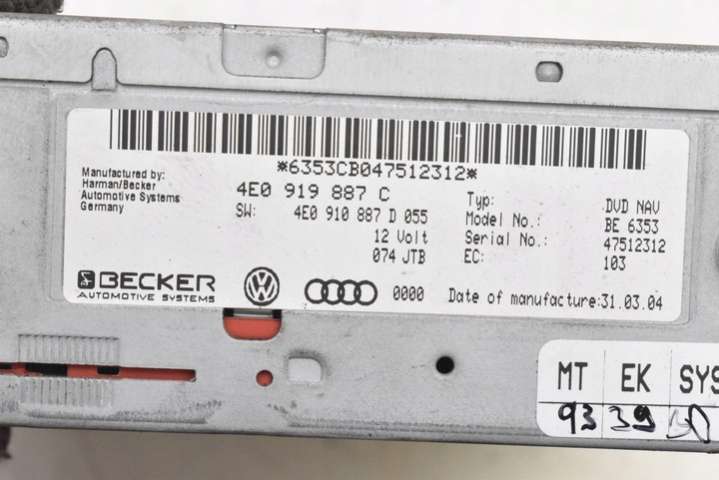 *6353CB047512312*
Manufactured by:
Harman/Becker
Automotive Systems
Germany
4E0 919 887 C
SW: 4E0 910 887 D 055
12 Volt
074 JTB
Typ: DVD NAV
Model No.: BE 6353
Serial No.: 47512312
EC: 103
BECKER
AUTOMOTIVE SYSTEMS
0000 Date of manufacture:31.03.04
MT EK SYS
93 39